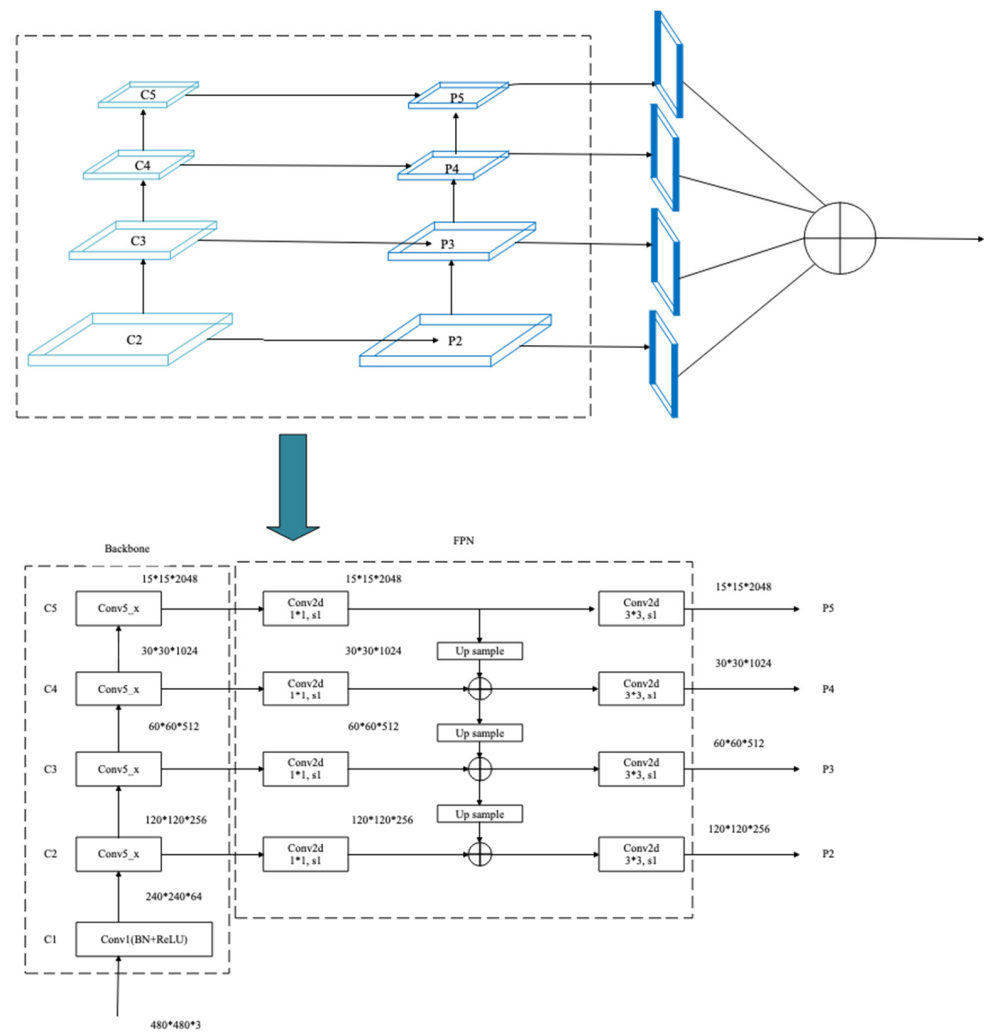 C5
P5
C4
P4
C3
P3
C2
P2
Backbone
FPN
15*15*2048
15*15*2048
15*15*2048
C5
Conv5_x
Conv2d
1*1, s1
Conv2d
3*3, s1
P5
Up sample
30*30*1024
30*30*1024
30*30*1024
C4
Conv5_x
Conv2d
1*1, s1
Conv2d
3*3, s1
P4
Up sample
60*60*512
60*60*512
60*60*512
C3
Conv5_x
Conv2d
1*1, s1
Conv2d
3*3, s1
P3
Up sample
120*120*256
120*120*256
120*120*256
C2
Conv5_x
Conv2d
1*1, s1
Conv2d
3*3, s1
P2
240*240*64
C1
Conv1(BN+ReLU)
480*480*3